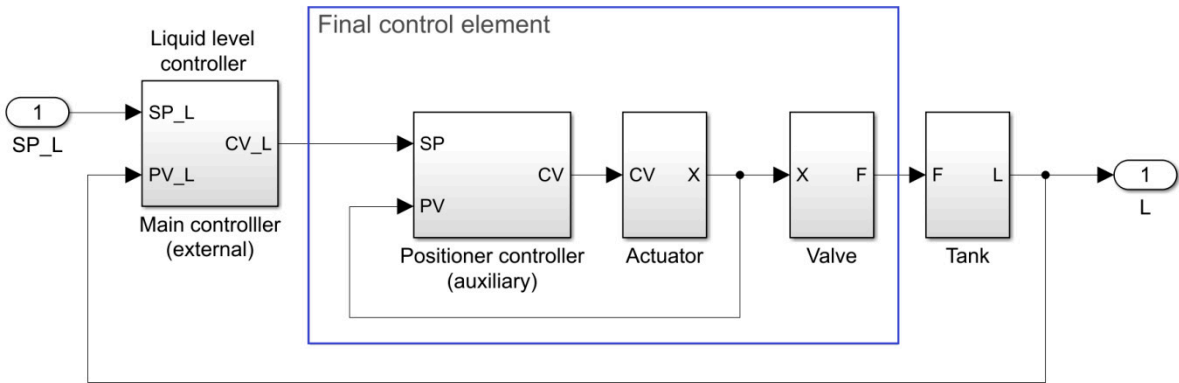 Final control element
Liquid level
controller
1
SP_L
SP_L
PV_L
CV_L
Main controlller
(external)
SP
PV
CV
Positioner controller
(auxiliary)
CV
X
Actuator
X
F
Valve
F
L
Tank
1
L